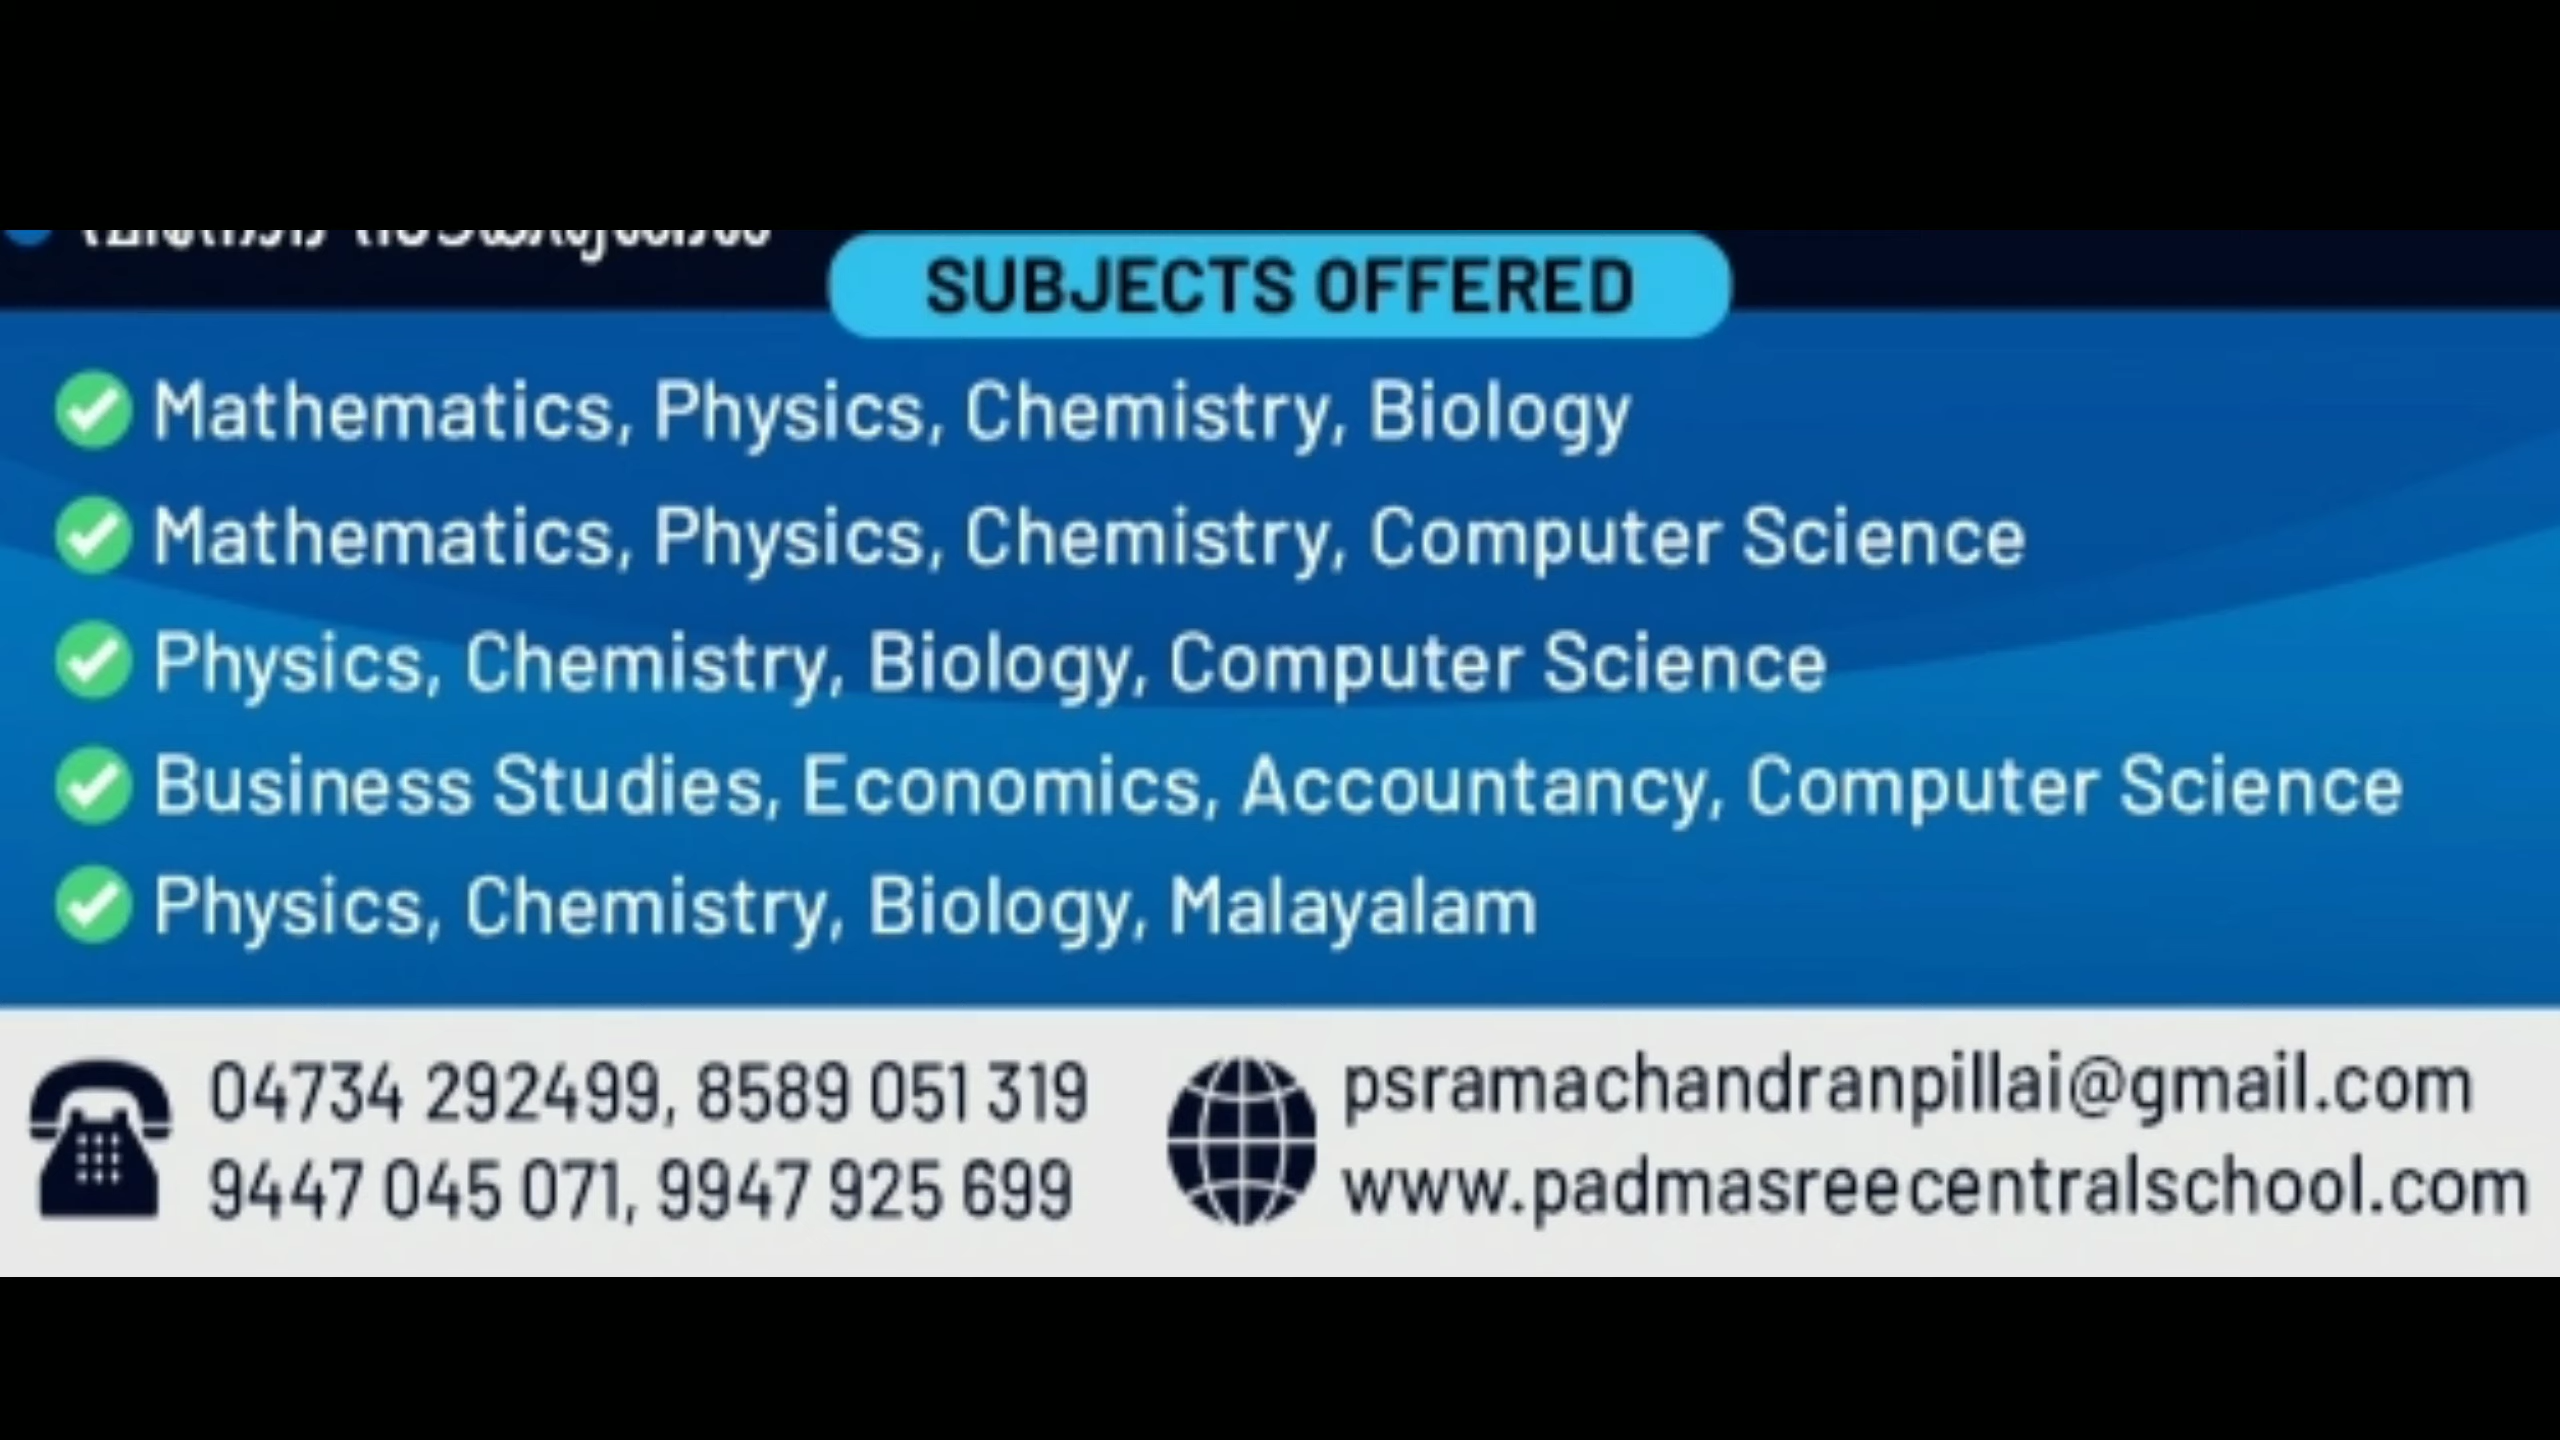 SUBJECTS OFFERED
Mathematics, Physics, Chemistry, Biology
Mathematics, Physics, Chemistry, Computer Science
Physics, Chemistry, Biology, Computer Science
Business Studies, Economics, Accountancy, Computer Science
Physics, Chemistry, Biology, Malayalam
04734 292499, 8589 051 319
9447 045 071, 9947 925 699
psramachandranpillai@gmail.com
www.padmasreecentralschool.com